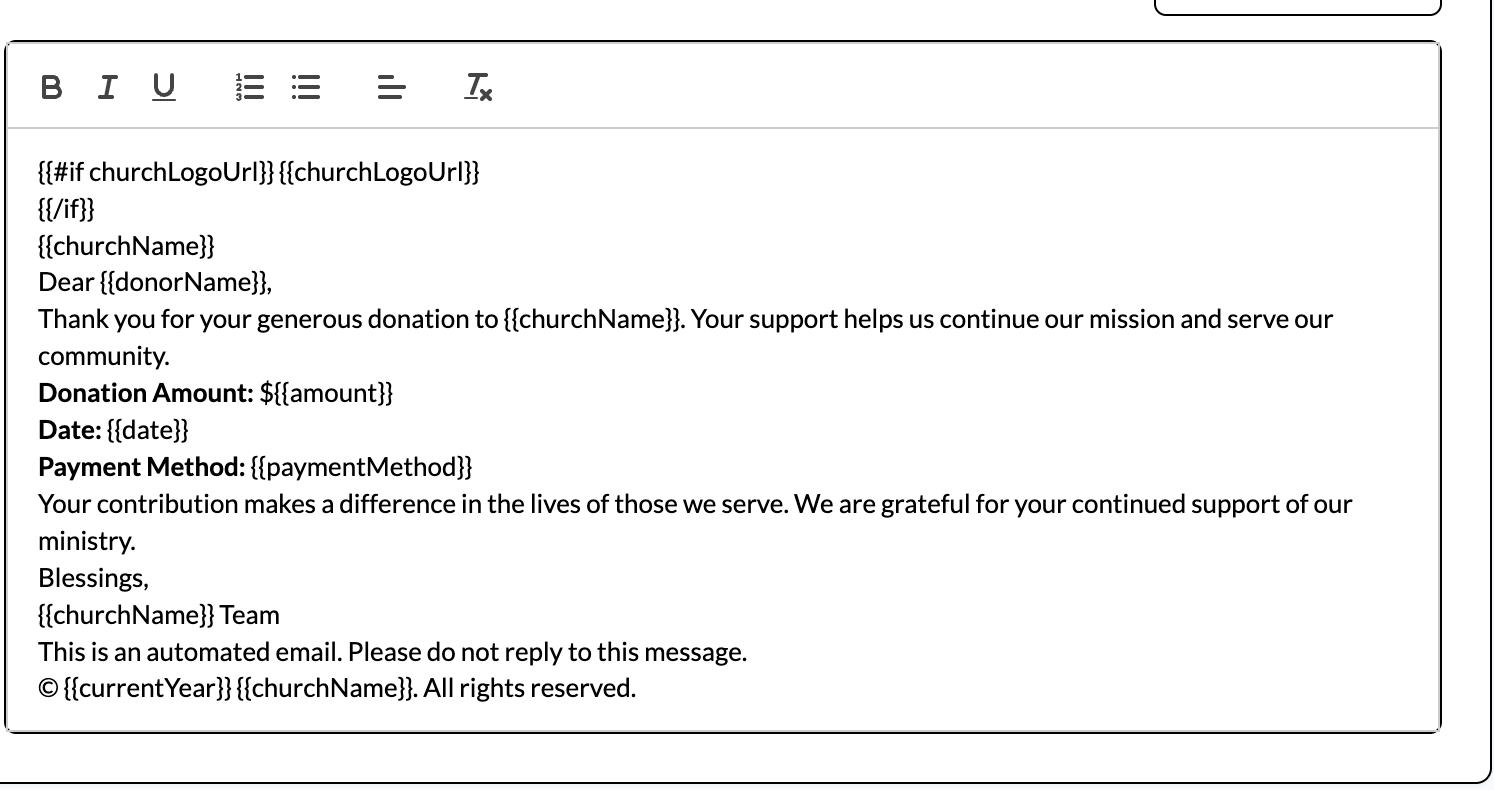 {{#if churchLogoUrl}} {{churchLogoUrl}}
{{/if}}
{{churchName}}
Dear {{donorName}},
Thank you for your generous donation to {{churchName}}. Your support helps us continue our mission and serve our
community.
Donation Amount: ${{amount}}
Date: {{date}}
Payment Method: {{paymentMethod}}
Your contribution makes a difference in the lives of those we serve. We are grateful for your continued support of our
ministry.
Blessings,
{{churchName}} Team
This is an automated email. Please do not reply to this message.
© {{currentYear}} {{churchName}}. All rights reserved.